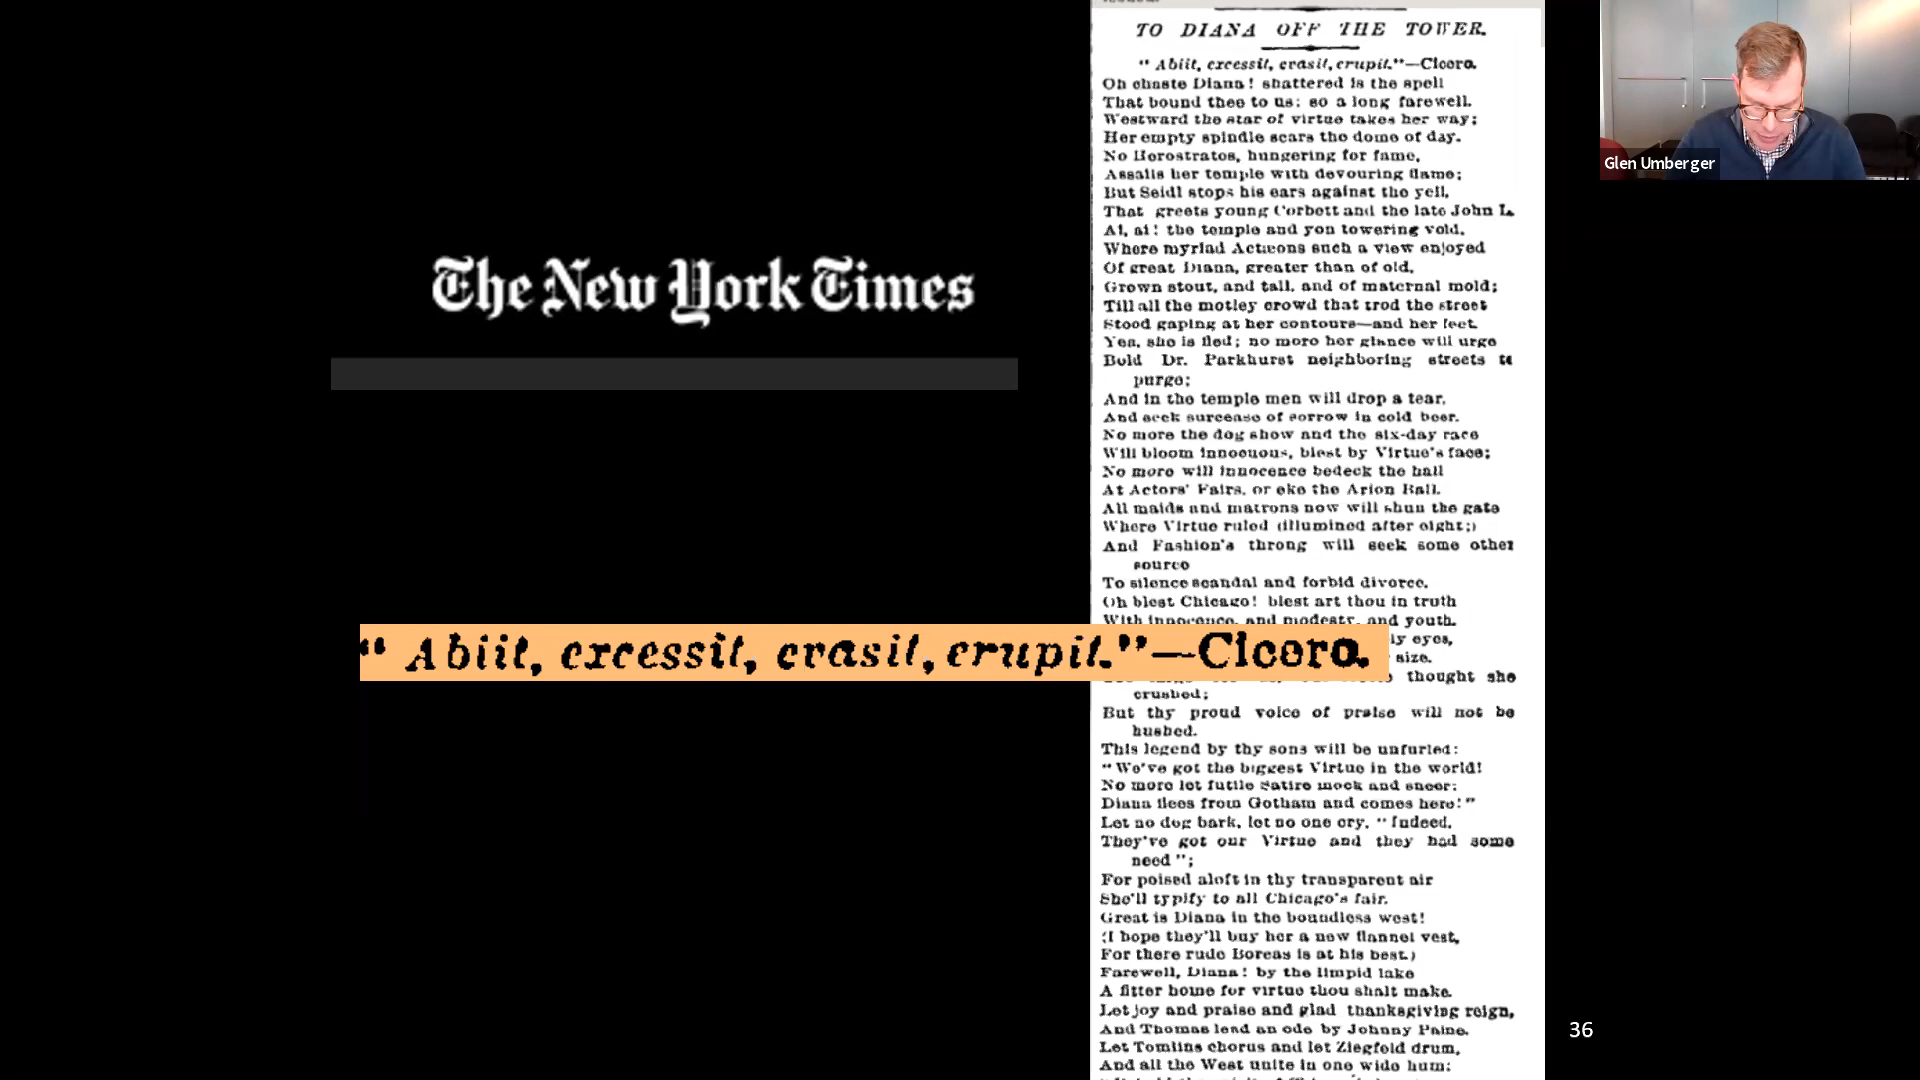 TO DIANA OFF THE TOWER.
"Abiit, excessit, evasit, erupit."—Cicero.
Oh chaste Diana! shattered is the spell
That bound thee to us; so a long farewell.
Westward the star of virtue takes her way;
Her empty spindle scars the dome of day.
No Herostratos, hungering for fame,
Assails her temple with devouring flame;
But Seidl stops his ears against the yell,
That greets young Corbett and the late John L.
Ai, ai! the temple and yon towering void,
Where myriad Actæons such a view enjoyed
Of great Diana, greater than of old,
Grown stout, and tall, and of maternal mold;
Till all the motley crowd that trod the street
Stood gaping at her contours—and her feet.
Yea, she is fled; no more her glance will urge
Bold Dr. Parkhurst neighboring streets to
purge;
And in the temple men will drop a tear,
And seek surcease of sorrow in cold beer.
No more the dog show and the six-day race
Will bloom innocuous, blest by Virtue's face;
No more will innocence bedeck the hall
At Actors' Fairs, or eke the Arion Ball.
All maids and matrons now will shun the gate
Where Virtue ruled (illumined after eight;)
And Fashion's throng will seek some other
source
To silence scandal and forbid divorce.
Oh blest Chicago! blest art thou in truth
With innocence, and modesty, and youth.
eyes,
size.
thought she
crushed;
But thy proud voice of praise will not be
hushed.
This legend by thy sons will be unfurled:
"We've got the biggest Virtue in the world!
No more let futile satire mock and sneer;
Diana flees from Gotham and comes here!"
Let no dog bark, let no one cry, "Indeed,
They've got our Virtue and they had some
need";
For poised aloft in thy transparent air
She'll typify to all Chicago's fair.
Great is Diana in the boundless west!
(I hope they'll buy her a new flannel vest,
For there rude Boreas is at his best.)
Farewell, Diana! by the limpid lake
A fitter home for virtue thou shalt make.
Let joy and praise and glad thanksgiving reign,
And Thomas lend an ode by Johnny Paine.
Let Tomlins chorus and let Ziegfeld drum,
And all the West unite in one wide hum;
The New York Times
"Abiit, excessit, evasit, erupit."—Cicero.
Glen Umberger
36